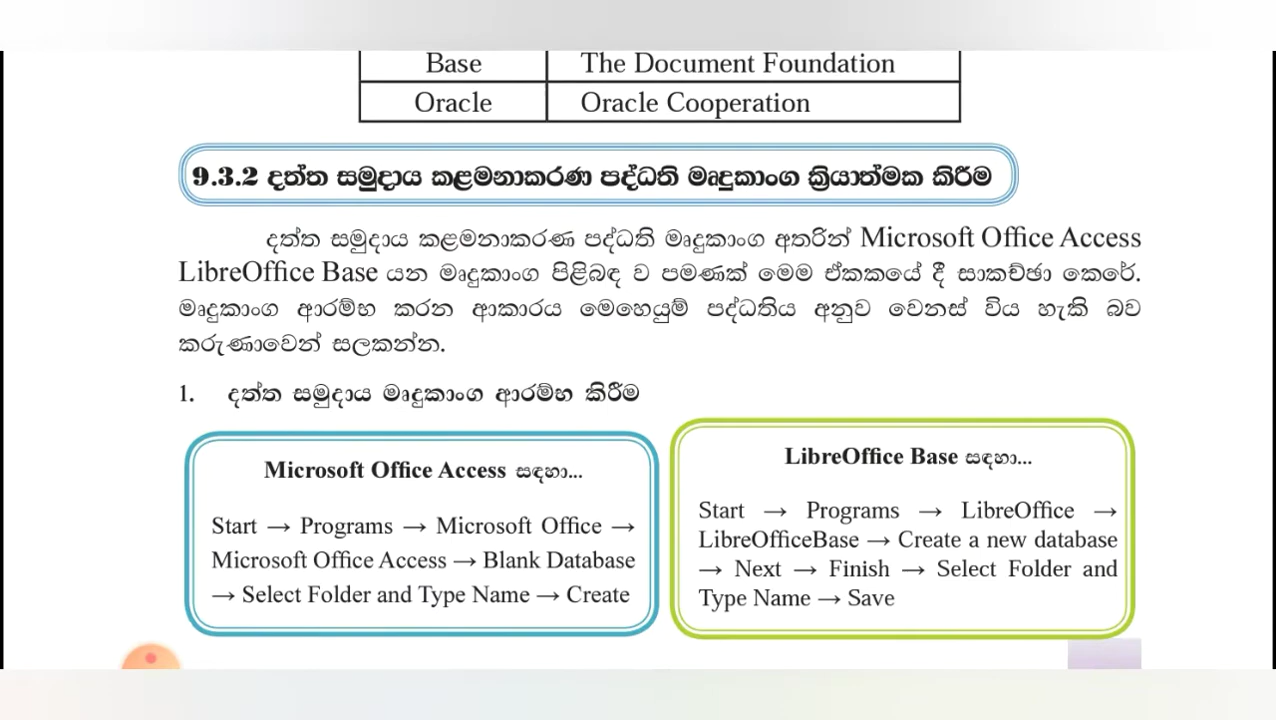 Base The Document Foundation
Oracle Oracle Cooperation
9.3.2 දත්ත සමුදාය කළමනාකරණ පද්ධති මෘදුකාංග ක්‍රියාත්මක කිරීම
දත්ත සමුදාය කළමනාකරණ පද්ධති මෘදුකාංග අතරින් Microsoft Office Access
LibreOffice Base යන මෘදුකාංග පිළිබඳ ව පමණක් මෙම ඒකකයේ දී සාකච්ඡා කෙරේ.
මෘදුකාංග ආරම්භ කරන ආකාරය මෙහෙයුම් පද්ධතිය අනුව වෙනස් විය හැකි බව
කරුණාවෙන් සලකන්න.
1. දත්ත සමුදාය මෘදුකාංග ආරම්භ කිරීම
Microsoft Office Access සඳහා...
Start → Programs → Microsoft Office →
Microsoft Office Access → Blank Database
→ Select Folder and Type Name → Create
LibreOffice Base සඳහා...
Start → Programs → LibreOffice →
LibreOfficeBase → Create a new database
→ Next → Finish → Select Folder and
Type Name → Save